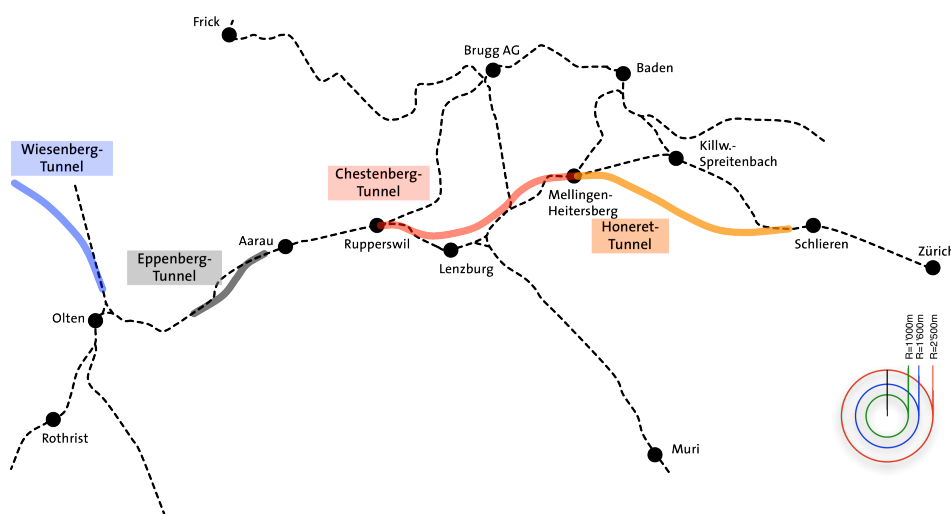 Frick
Brugg AG
Baden
Wiesenberg-
Tunnel
Killw.-
Spreitenbach
Chestenberg-
Tunnel
Mellingen-
Heitersberg
Aarau
Rupperswil
Honeret-
Tunnel
Schlieren
Eppenberg-
Tunnel
Lenzburg
Zürich
Olten
R=1'000m
R=1'600m
R=2'500m
Rothrist
Muri